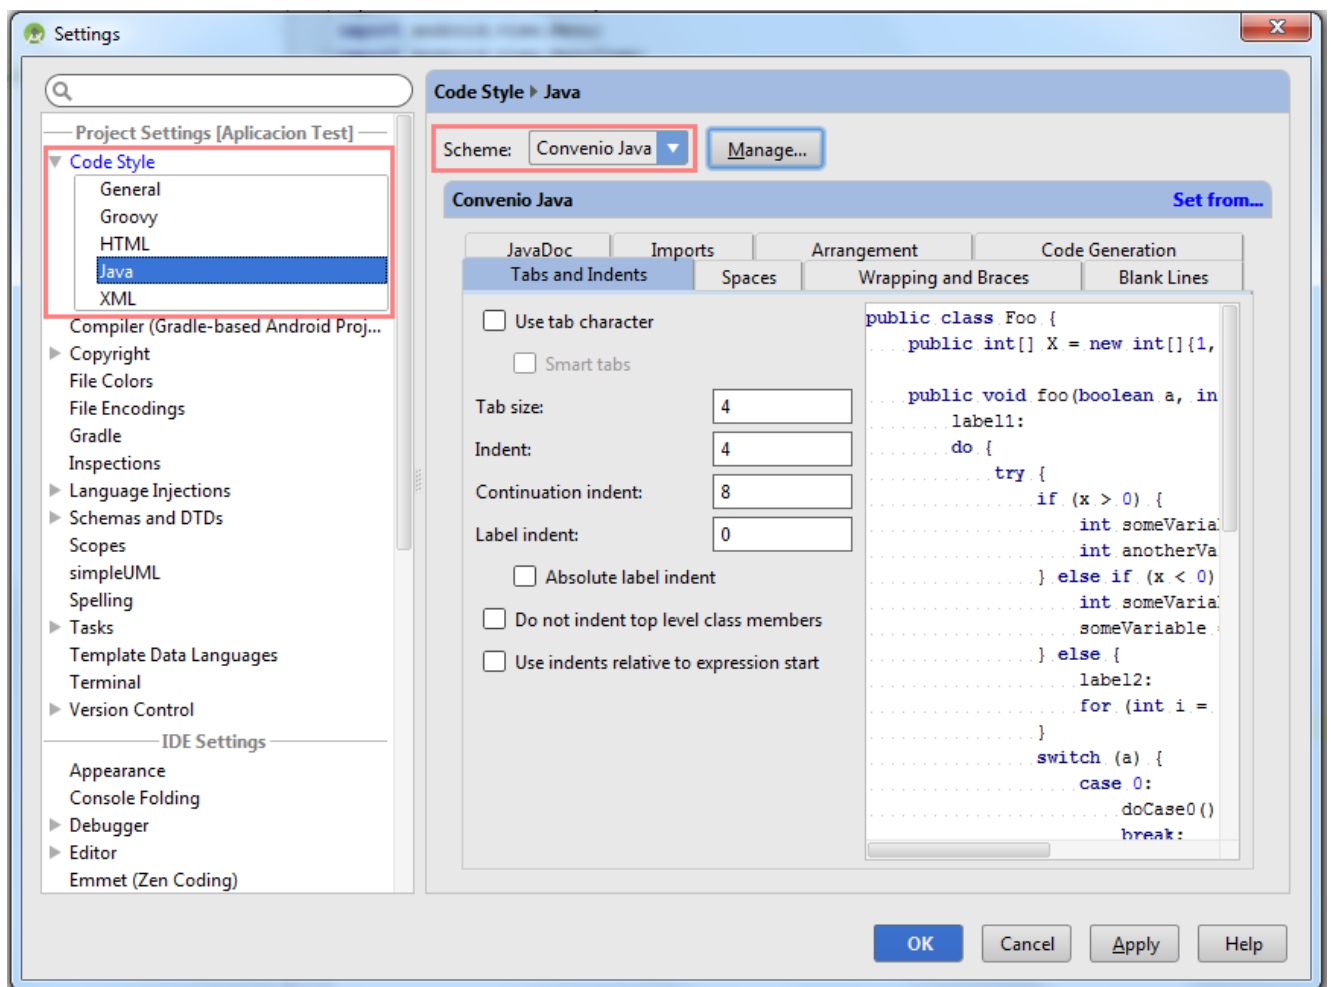 Settings
Project Settings [Aplicacion Test]
Code Style
General
Groovy
HTML
Java
XML
Compiler (Gradle-based Android Proj...
Copyright
File Colors
File Encodings
Gradle
Inspections
Language Injections
Schemas and DTDs
Scopes
simpleUML
Spelling
Tasks
Template Data Languages
Terminal
Version Control
IDE Settings
Appearance
Console Folding
Debugger
Editor
Emmet (Zen Coding)
Code Style Java
Scheme: Convenio Java Manage...
Convenio Java Set from...
JavaDoc Imports Arrangement Code Generation
Tabs and Indents Spaces Wrapping and Braces Blank Lines
Use tab character
Smart tabs
Tab size: 4
Indent: 4
Continuation indent: 8
Label indent: 0
Absolute label indent
Do not indent top level class members
Use indents relative to expression start
public class Foo {
public int[] X = new int[]{1,
public void foo(boolean a, in
label1:
do {
try {
if (x > 0) {
int someVaria
int anotherVa
} else if (x < 0)
int someVaria
someVariable
} else {
label2:
for (int i =
}
switch (a) {
case 0:
doCase0()
break;
OK Cancel Apply Help